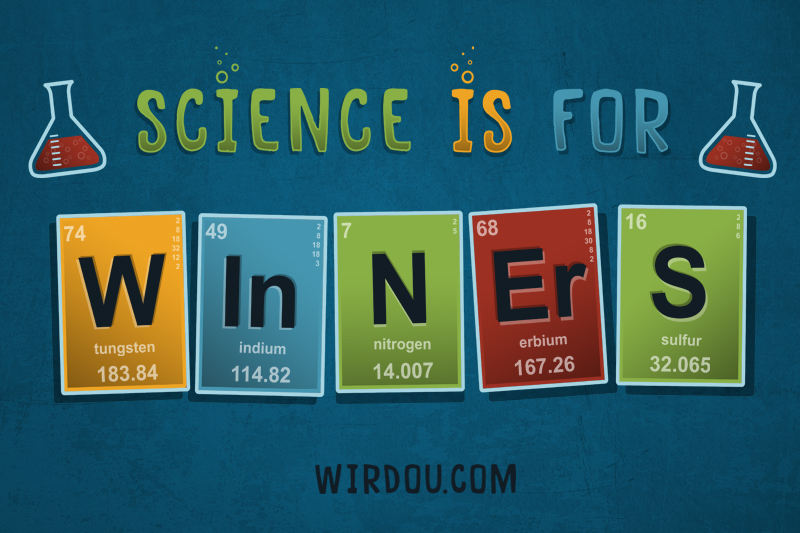 SCIENCE IS FOR
74
2
8
18
32
12
2
W
tungsten
183.84
49
2
8
18
18
3
In
indium
114.82
7
2
5
N
nitrogen
14.007
68
2
8
18
30
8
2
Er
erbium
167.26
16
2
8
6
S
sulfur
32.065
WIRDOU.COM